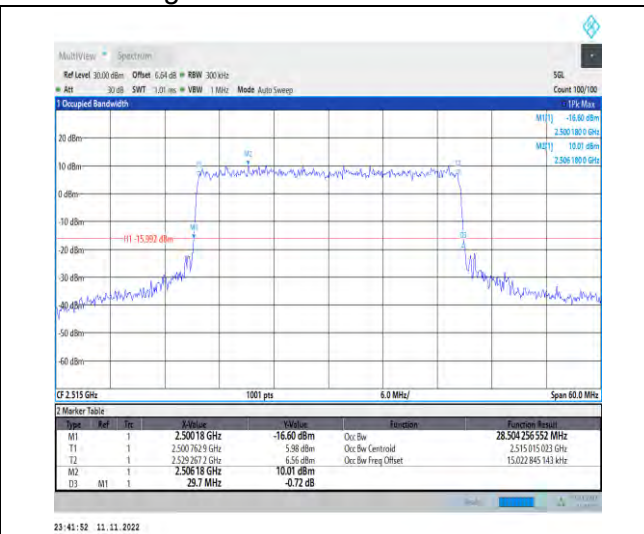 MultiView Spectrum
Ref Level 30.00 dBm Offset 6.64 dB RBW 300 kHz SGL
Att 30 dB SWT 1.01 ms VBW 1 MHz Mode Auto Sweep Count 100/100
1 Occupied Bandwidth 1Pk Max
M1[1] -16.60 dBm
2.500 180 0 GHz
M2[1] 10.01 dBm
2.506 180 0 GHz
20 dBm
M2
T1 T2
10 dBm
0 dBm
-10 dBm
M1
H1 -15.992 dBm
D3
-20 dBm
-30 dBm
-40 dBm
-50 dBm
-60 dBm
CF 2.515 GHz 1001 pts 6.0 MHz/ Span 60.0 MHz
2 Marker Table
Type Ref Trc X-Value Y-Value Function Function Result
M1 1 2.50018 GHz -16.60 dBm Occ Bw 28.504 256 552 MHz
T1 1 2.500 762 9 GHz 5.98 dBm Occ Bw Centroid 2.515 015 023 GHz
T2 1 2.529 267 2 GHz 6.56 dBm Occ Bw Freq Offset 15.022 845 143 kHz
M2 1 2.50618 GHz 10.01 dBm
D3 M1 1 29.7 MHz -0.72 dB
23:41:52 11.11.2022